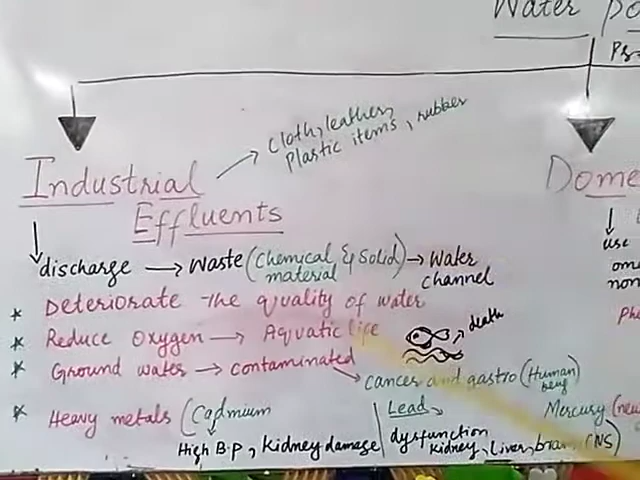 Water Po
Industrial
Effluents
Cloth, leather,
Plastic items, rubber
Dome
discharge → Waste (Chemical & Solid) → Water
material channel
use
* Deteriorate the quality of water
* Reduce Oxygen → Aquatic life
death
* Ground water → contaminated
cancer and gastro (Human
being)
* Heavy metals (Cadmium
Lead
Mercury
High B.P, kidney damage
dysfunction
kidney, Liver, brain, CNS)